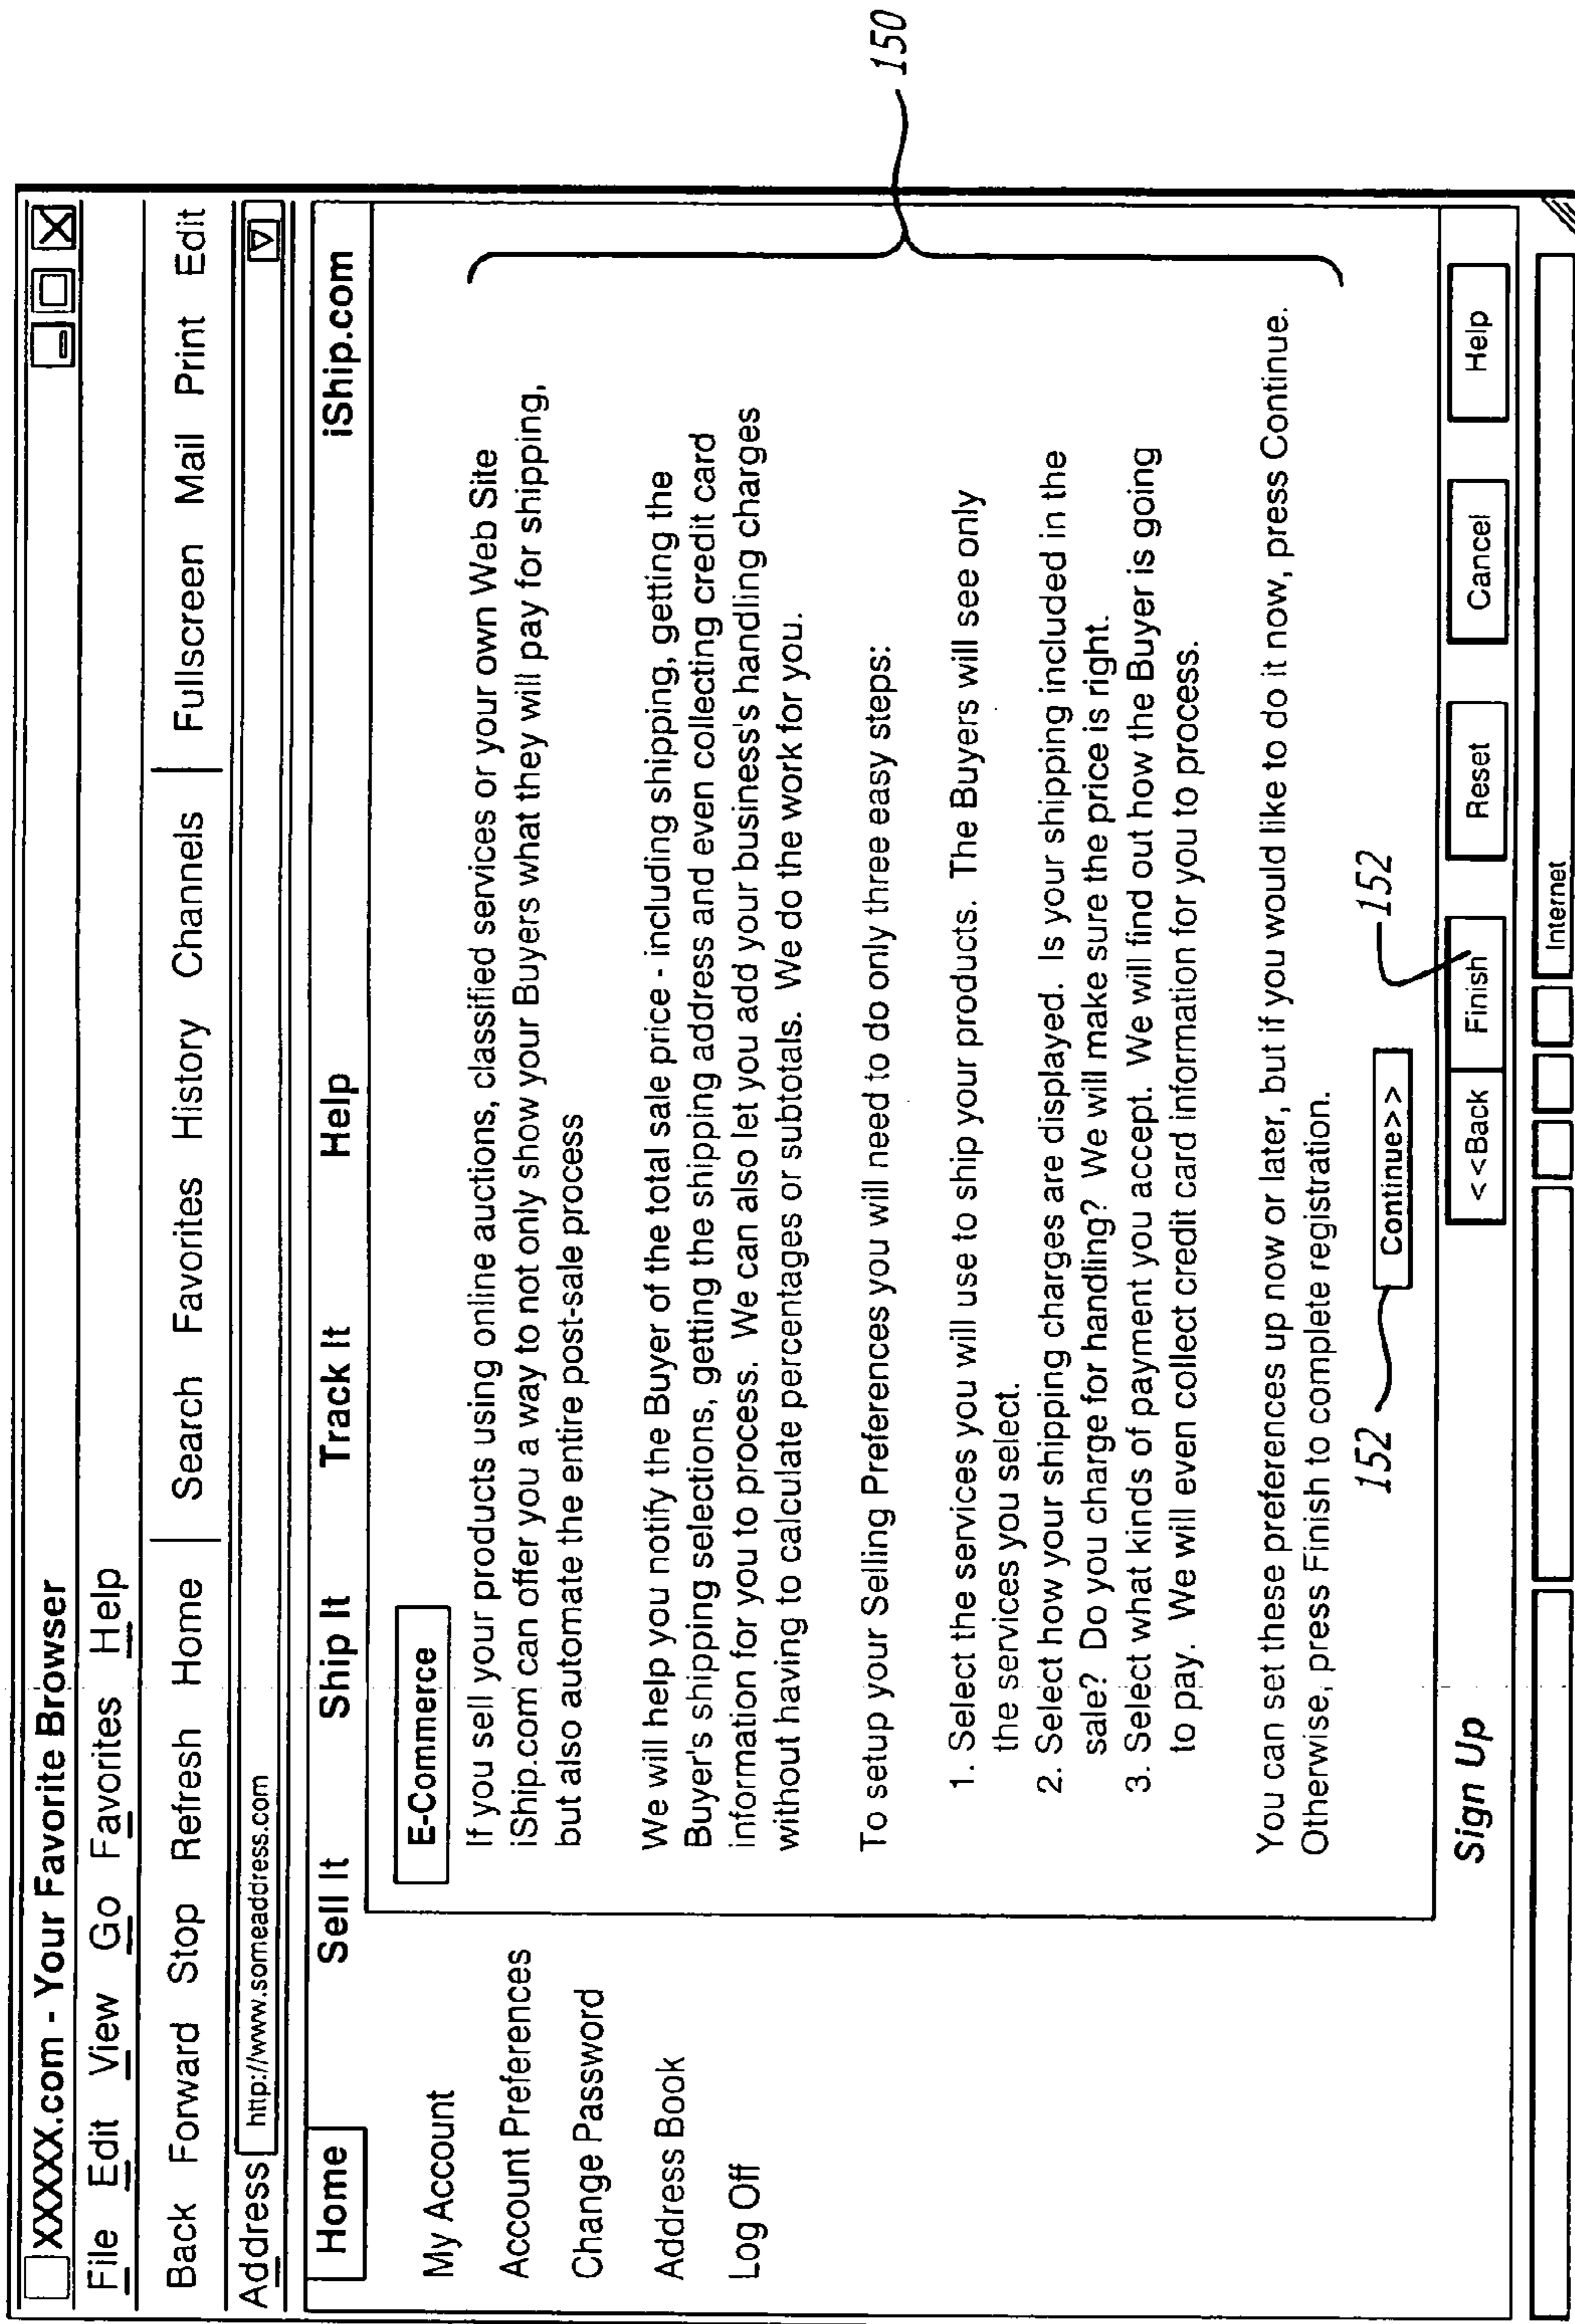 XXXXX.com - Your Favorite Browser
File Edit View Go Favorites Help
Back Forward Stop Refresh Home Search Favorites History Channels Fullscreen Mail Print Edit
Address http://www.someaddress.com
Home Sell It Ship It Track It Help iShip.com
My Account
Account Preferences
Change Password
Address Book
Log Off
E-Commerce
If you sell your products using online auctions, classified services or your own Web Site
iShip.com can offer you a way to not only show your Buyers what they will pay for shipping,
but also automate the entire post-sale process
We will help you notify the Buyer of the total sale price - including shipping, getting the
Buyer's shipping selections, getting the shipping address and even collecting credit card
information for you to process. We can also let you add your business's handling charges
without having to calculate percentages or subtotals. We do the work for you.
To setup your Selling Preferences you will need to do only three easy steps:
1. Select the services you will use to ship your products. The Buyers will see only
the services you select.
2. Select how your shipping charges are displayed. Is your shipping included in the
sale? Do you charge for handling? We will make sure the price is right.
3. Select what kinds of payment you accept. We will find out how the Buyer is going
to pay. We will even collect credit card information for you to process.
You can set these preferences up now or later, but if you would like to do it now, press Continue.
Otherwise, press Finish to complete registration.
150
152 Continue>> 152
Sign Up <<Back Finish Reset Cancel Help
Internet